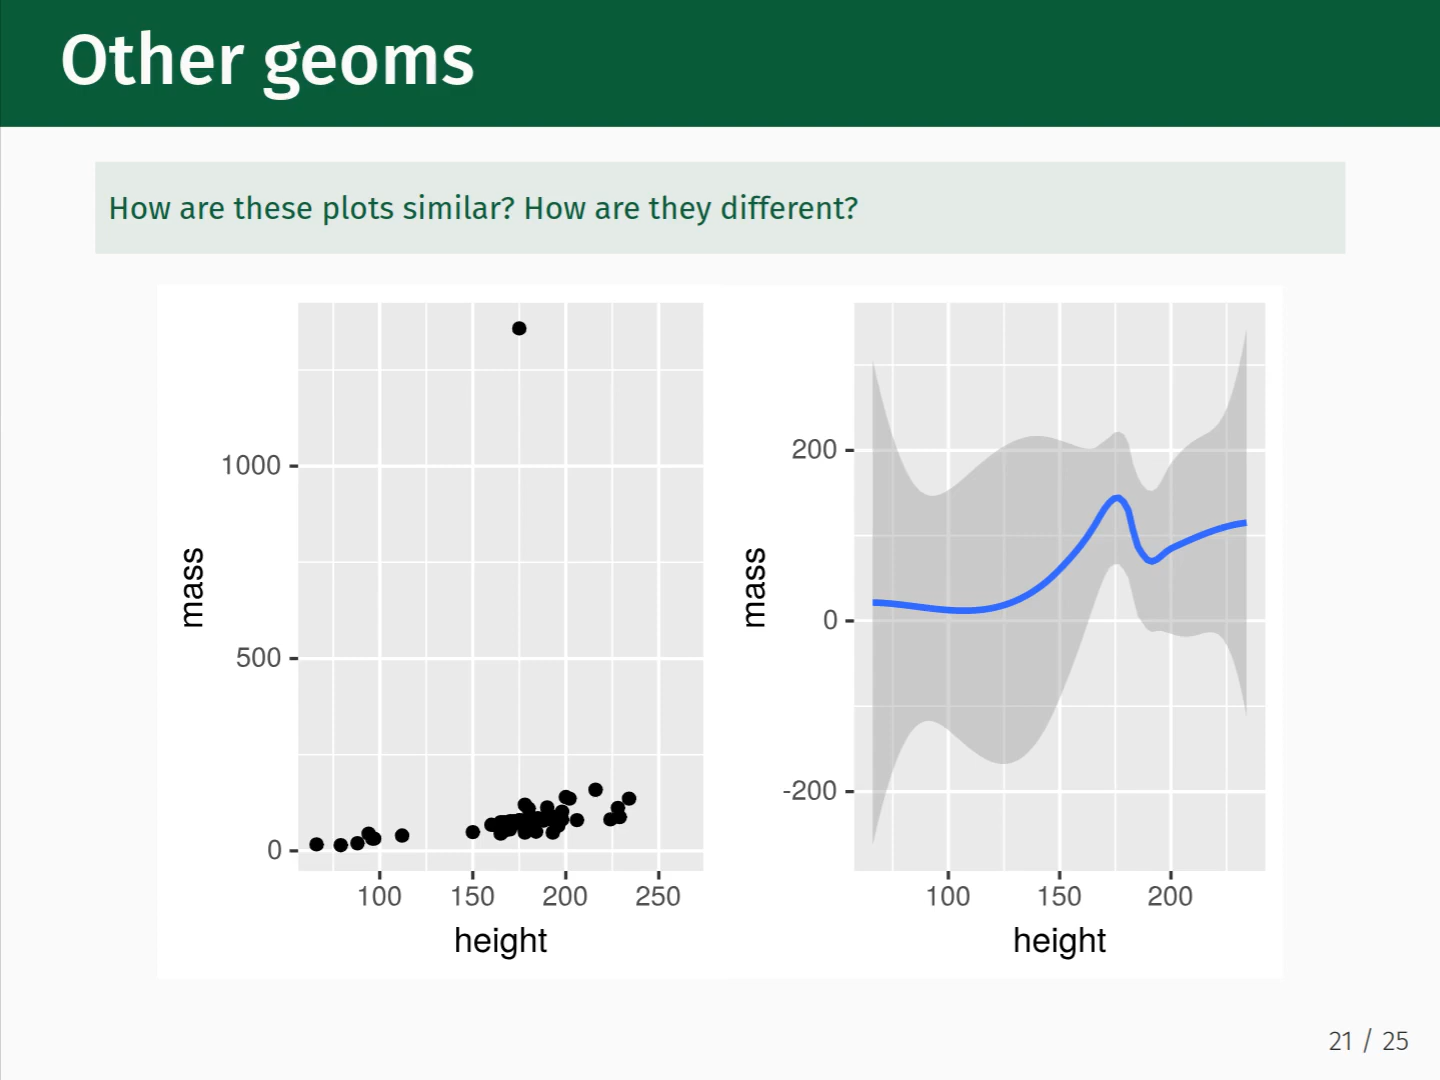 Other geoms
How are these plots similar? How are they different?
1000
500
0
mass
100 150 200 250
height
200
0
-200
mass
100 150 200
height
21 / 25